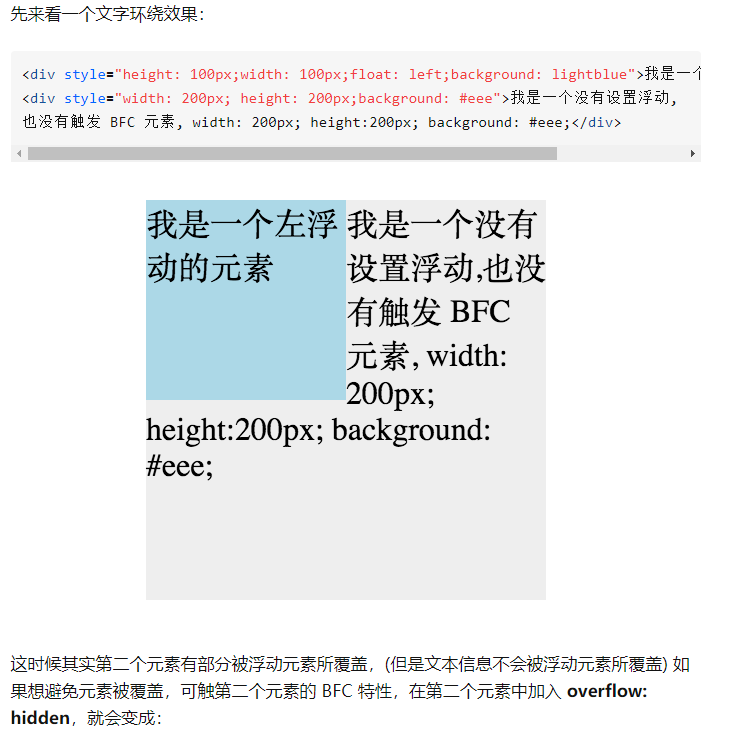 先来看一个文字环绕效果：
<div style="height: 100px;width: 100px;float: left;background: lightblue">我是一个
<div style="width: 200px; height: 200px;background: #eee">我是一个没有设置浮动,
也没有触发 BFC 元素, width: 200px; height:200px; background: #eee;</div>
我是一个左浮
动的元素
我是一个没有
设置浮动,也没
有触发 BFC
元素, width:
200px;
height:200px; background:
#eee;
这时候其实第二个元素有部分被浮动元素所覆盖，(但是文本信息不会被浮动元素所覆盖) 如
果想避免元素被覆盖，可触第二个元素的 BFC 特性，在第二个元素中加入 overflow:
hidden，就会变成：